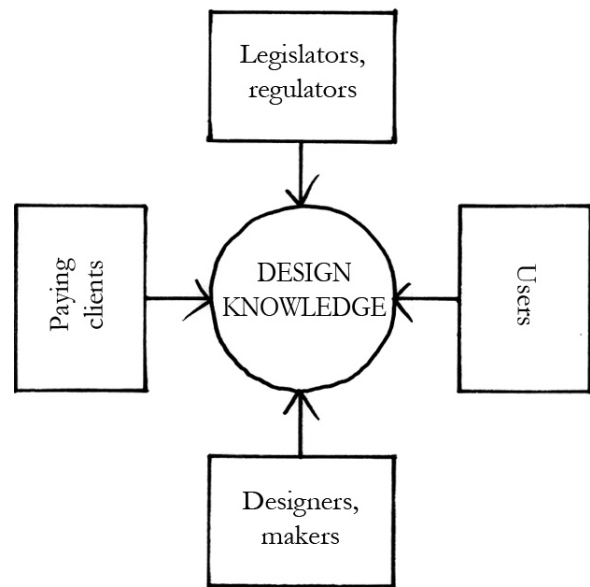 Legislators,
regulators
Paying
clients
DESIGN
KNOWLEDGE
Users
Designers,
makers